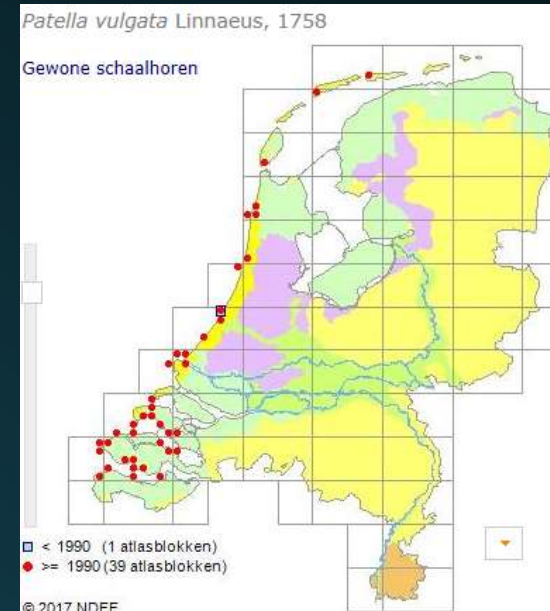 Patella vulgata Linnaeus, 1758
Gewone schaalhoren
< 1990 (1 atlasblokken)
>= 1990 (39 atlasblokken)
© 2017 NDFF